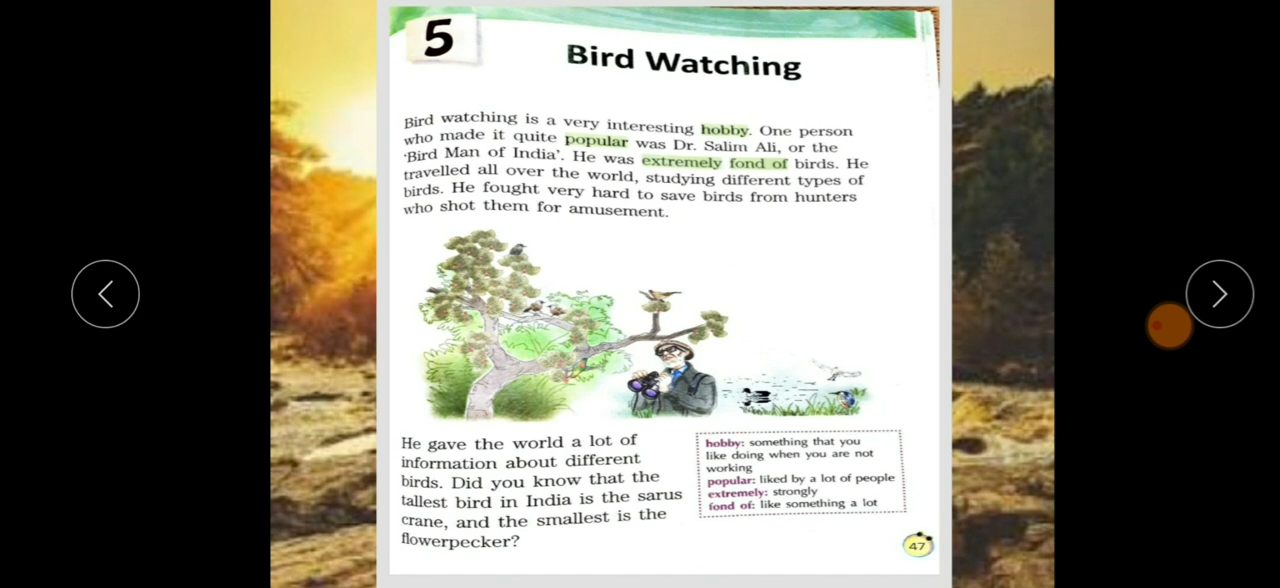 5
Bird Watching
Bird watching is a very interesting hobby. One person
who made it quite popular was Dr. Salim Ali, or the
'Bird Man of India'. He was extremely fond of birds. He
travelled all over the world, studying different types of
birds. He fought very hard to save birds from hunters
who shot them for amusement.
He gave the world a lot of
information about different
birds. Did you know that the
tallest bird in India is the sarus
crane, and the smallest is the
flowerpecker?
hobby: something that you
like doing when you are not
working
popular: liked by a lot of people
extremely: strongly
fond of: like something a lot
47